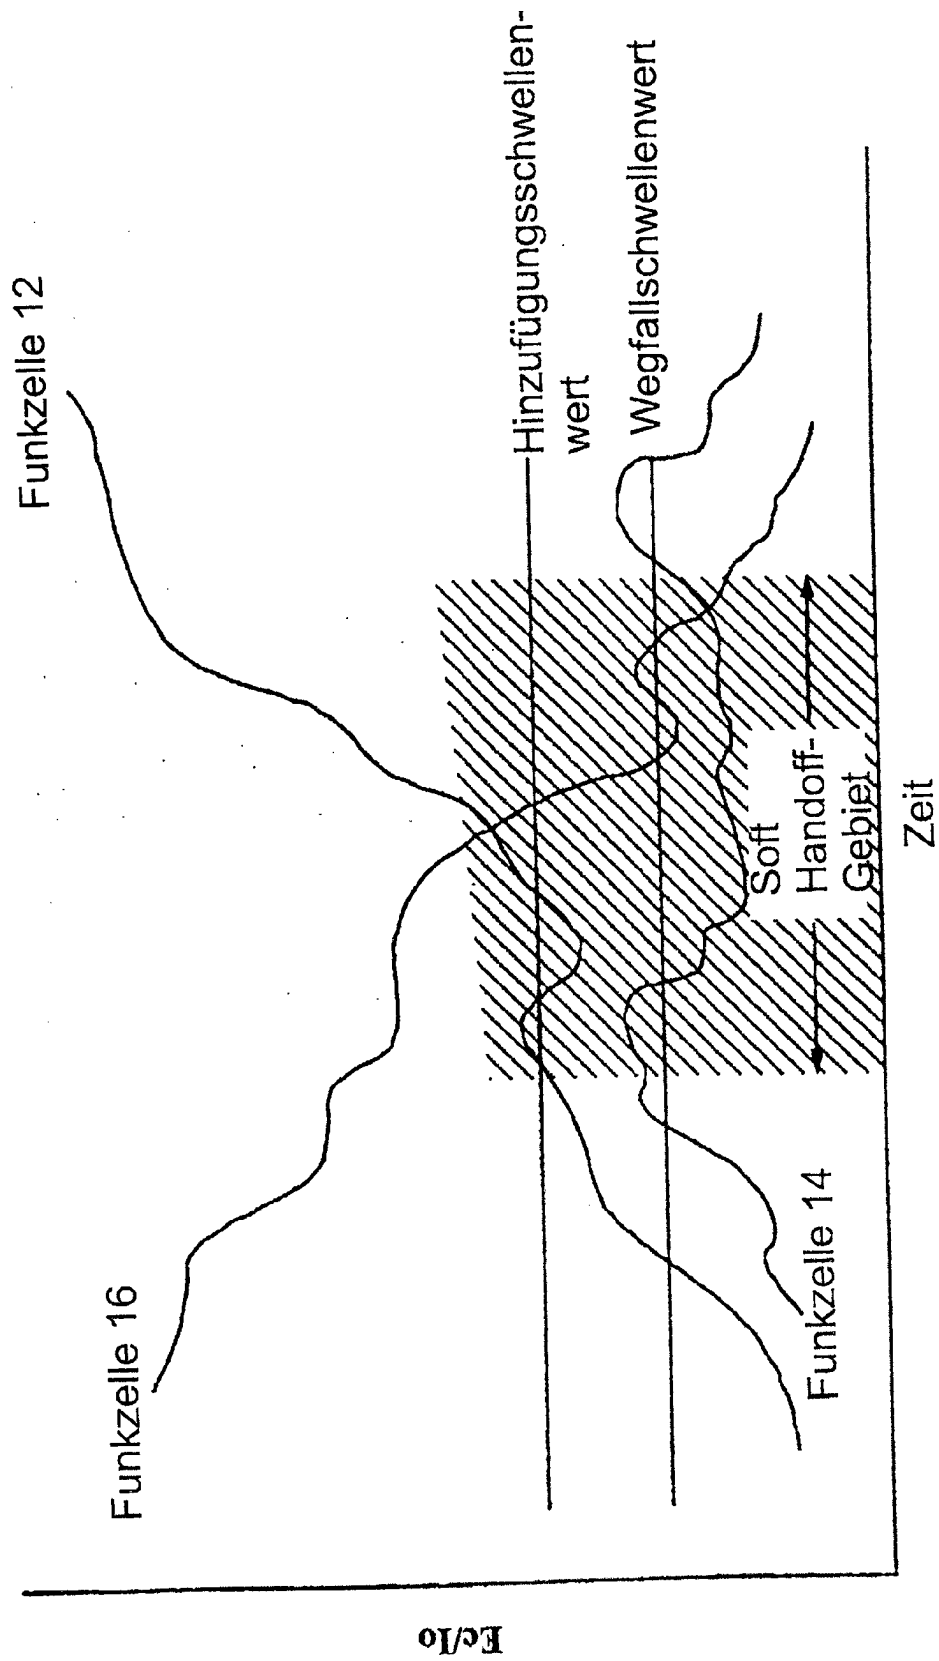 Funkzelle 16
Funkzelle 12
Hinzufügungsschwellen-
wert
Wegfallschwellenwert
Soft
Handoff-
Gebiet
Funkzelle 14
Zeit
Ec/Io